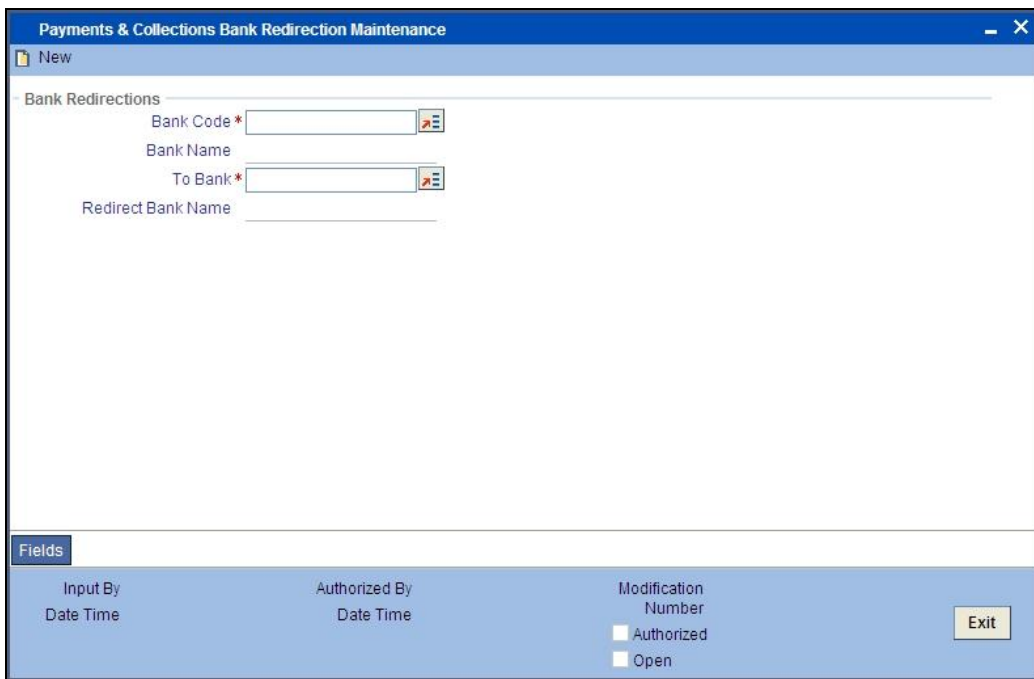 Payments & Collections Bank Redirection Maintenance
New
Bank Redirections
Bank Code *
Bank Name
To Bank *
Redirect Bank Name
Fields
Input By
Date Time
Authorized By
Date Time
Modification
Number
Authorized
Open
Exit